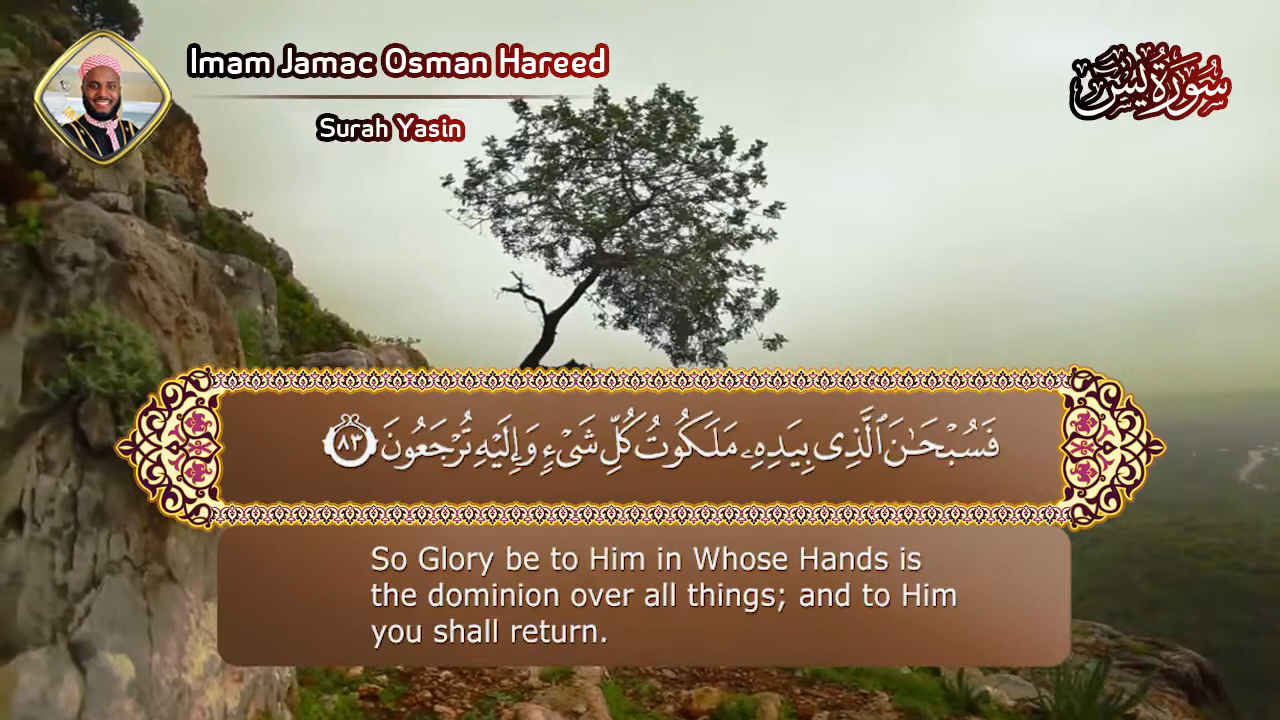 Imam Jamac Osman Hareed
سورة يس
Surah Yasin
فَسُبْحَـٰنَ ٱلَّذِى بِيَدِهِۦ مَلَكُوتُ كُلِّ شَىْءٍ وَإِلَيْهِ تُرْجَعُونَ ٨٣
So Glory be to Him in Whose Hands is
the dominion over all things; and to Him
you shall return.